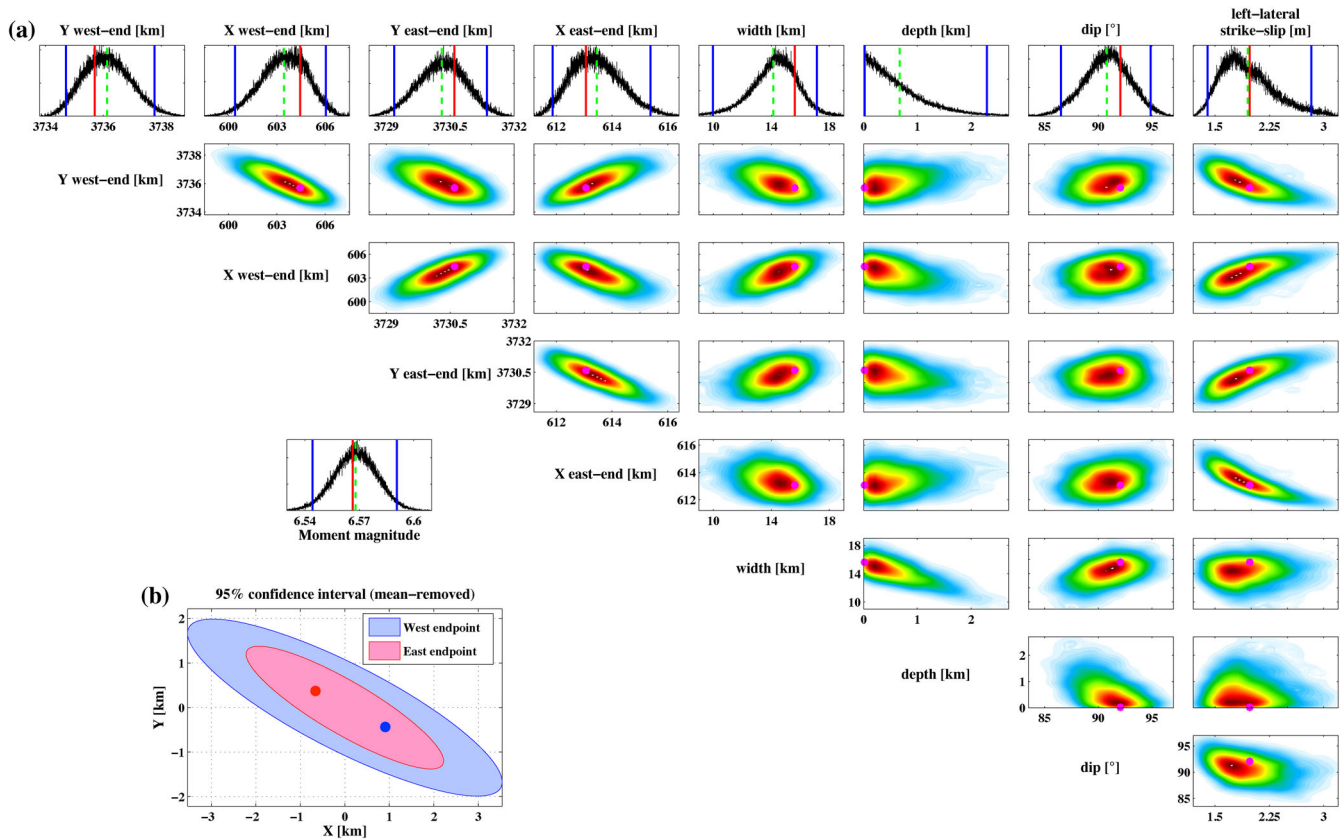 (a)
Y west−end [km]
X west−end [km]
Y east−end [km]
X east−end [km]
width [km]
depth [km]
dip [°]
left−lateral
strike−slip [m]
3734 3736 3738
600 603 606
3729 3730.5 3732
612 614 616
10 14 18
0 1 2
85 90 95
1.5 2.25 3
Y west−end [km]
3738
3736
3734
600 603 606
X west−end [km]
606
603
600
3729 3730.5 3732
Y east−end [km]
3732
3730.5
3729
612 614 616
X east−end [km]
616
614
612
10 14 19
6.54 6.57 6.6
Moment magnitude
width [km]
18
15
10
0 1 2
depth [km]
2
1
0
85 90 95
dip [°]
95
90
85
1.5 2.25 3
(b)
95% confidence interval (mean−removed)
West endpoint
East endpoint
Y [km]
2
1
0
−1
−2
−3 −2 −1 0 1 2 3
X [km]